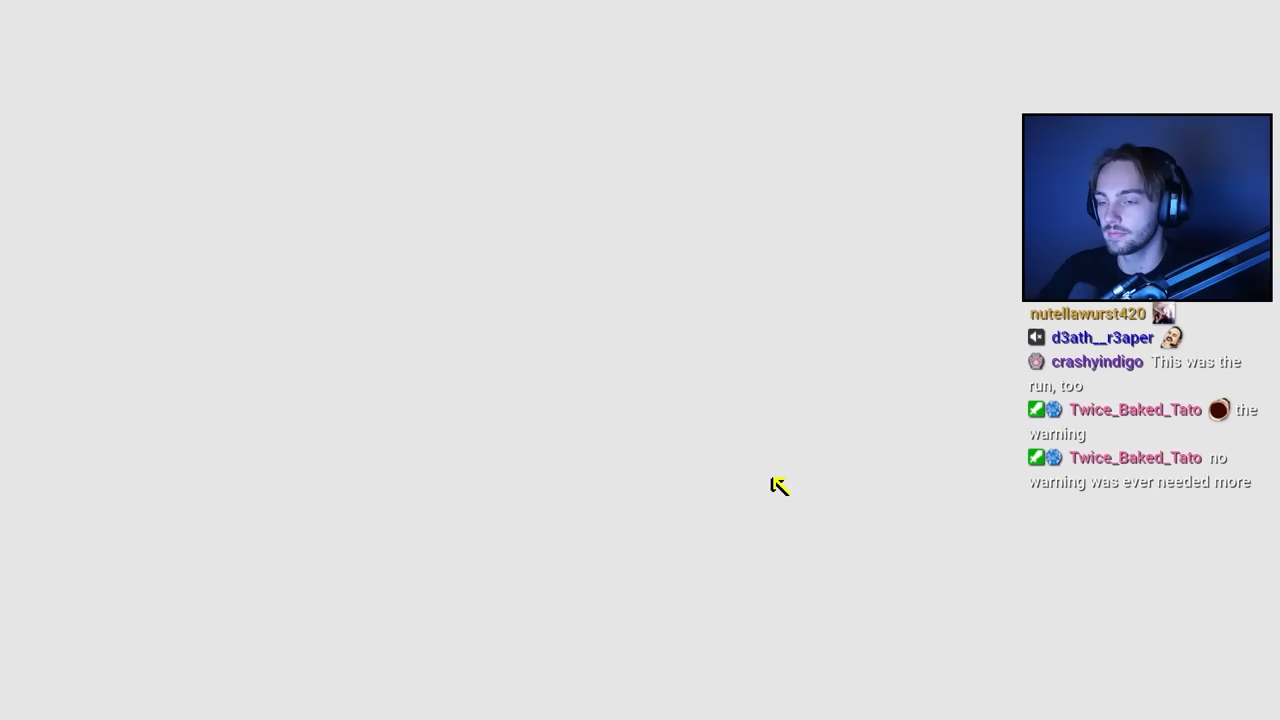 nutellawurst420
d3ath__r3aper
crashyindigo This was the
run, too
Twice_Baked_Tato the
warning
Twice_Baked_Tato no
warning was ever needed more